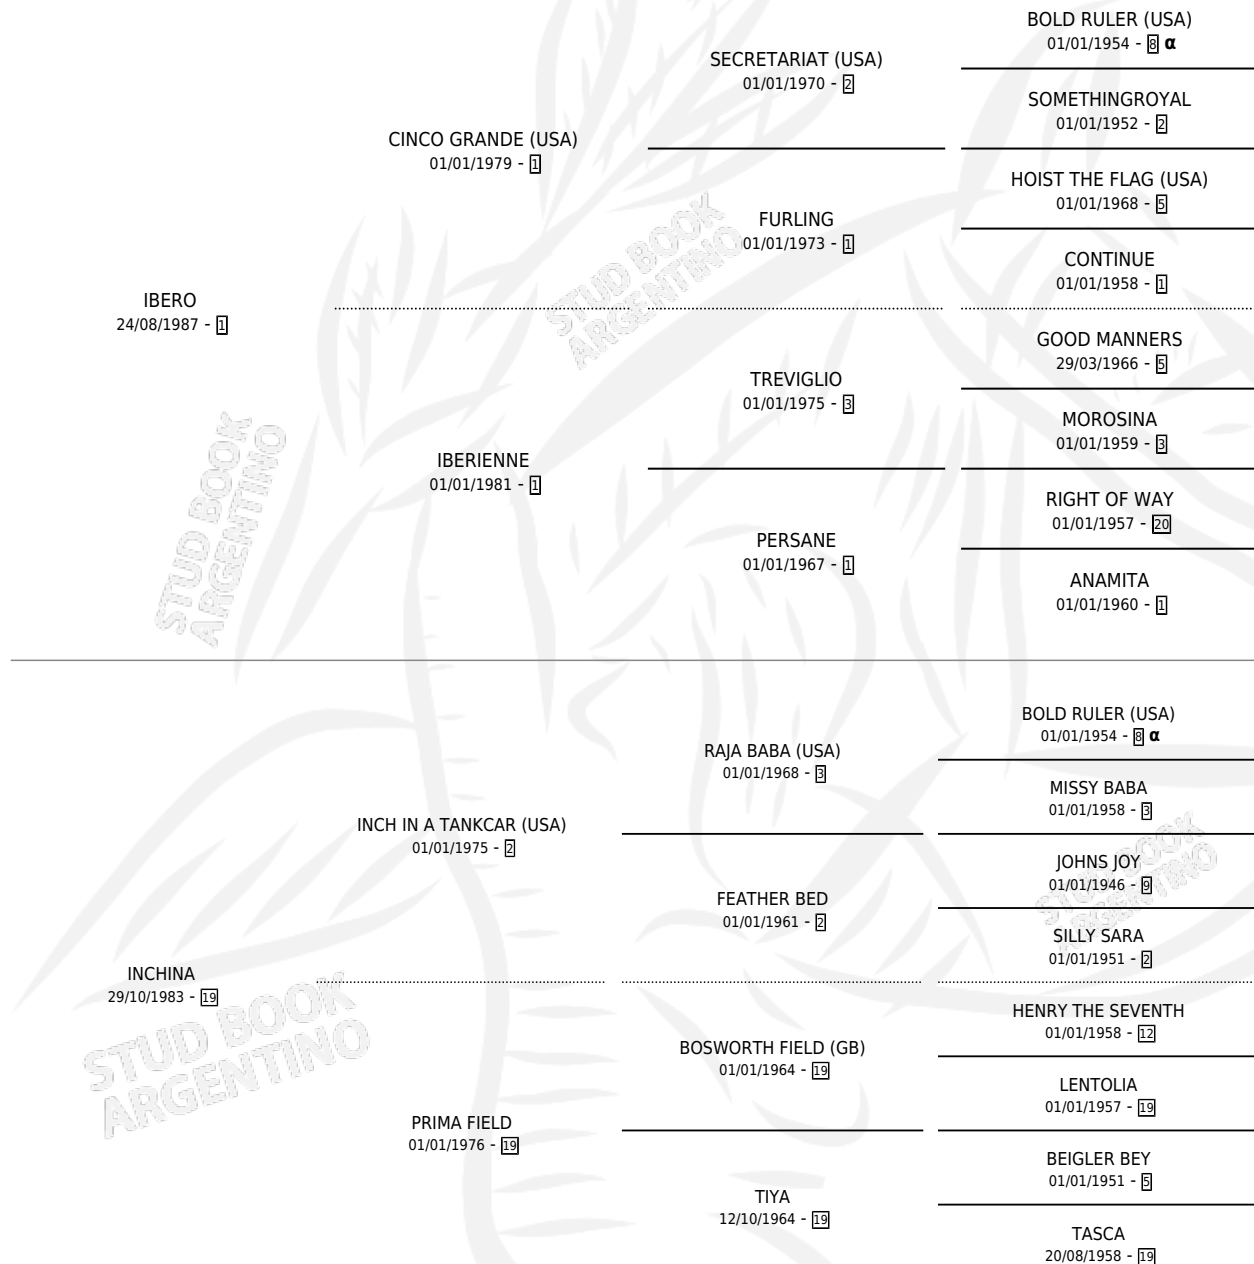 BOLD RULER (USA)
01/01/1954 - 8 α
SECRETARIAT (USA)
01/01/1970 - 2
SOMETHINGROYAL
01/01/1952 - 2
CINCO GRANDE (USA)
01/01/1979 - 1
HOIST THE FLAG (USA)
01/01/1968 - 5
FURLING
01/01/1973 - 1
CONTINUE
01/01/1958 - 1
IBERO
24/08/1987 - 1
GOOD MANNERS
29/03/1966 - 5
TREVIGLIO
01/01/1975 - 3
MOROSINA
01/01/1959 - 3
IBERIENNE
01/01/1981 - 1
RIGHT OF WAY
01/01/1957 - 20
PERSANE
01/01/1967 - 1
ANAMITA
01/01/1960 - 1
STUD BOOK
ARGENTINO
STUD BOOK
ARGENTINO
BOLD RULER (USA)
01/01/1954 - 8 α
RAJA BABA (USA)
01/01/1968 - 3
MISSY BABA
01/01/1958 - 3
INCH IN A TANKCAR (USA)
01/01/1975 - 2
JOHNS JOY
01/01/1946 - 9
FEATHER BED
01/01/1961 - 2
SILLY SARA
01/01/1951 - 2
INCHINA
29/10/1983 - 19
HENRY THE SEVENTH
01/01/1958 - 12
BOSWORTH FIELD (GB)
01/01/1964 - 19
LENTOLIA
01/01/1957 - 19
PRIMA FIELD
01/01/1976 - 19
BEIGLER BEY
01/01/1951 - 5
TIYA
12/10/1964 - 19
TASCA
20/08/1958 - 19
STUD BOOK
ARGENTINO
STUD BOOK
ARGENTINO